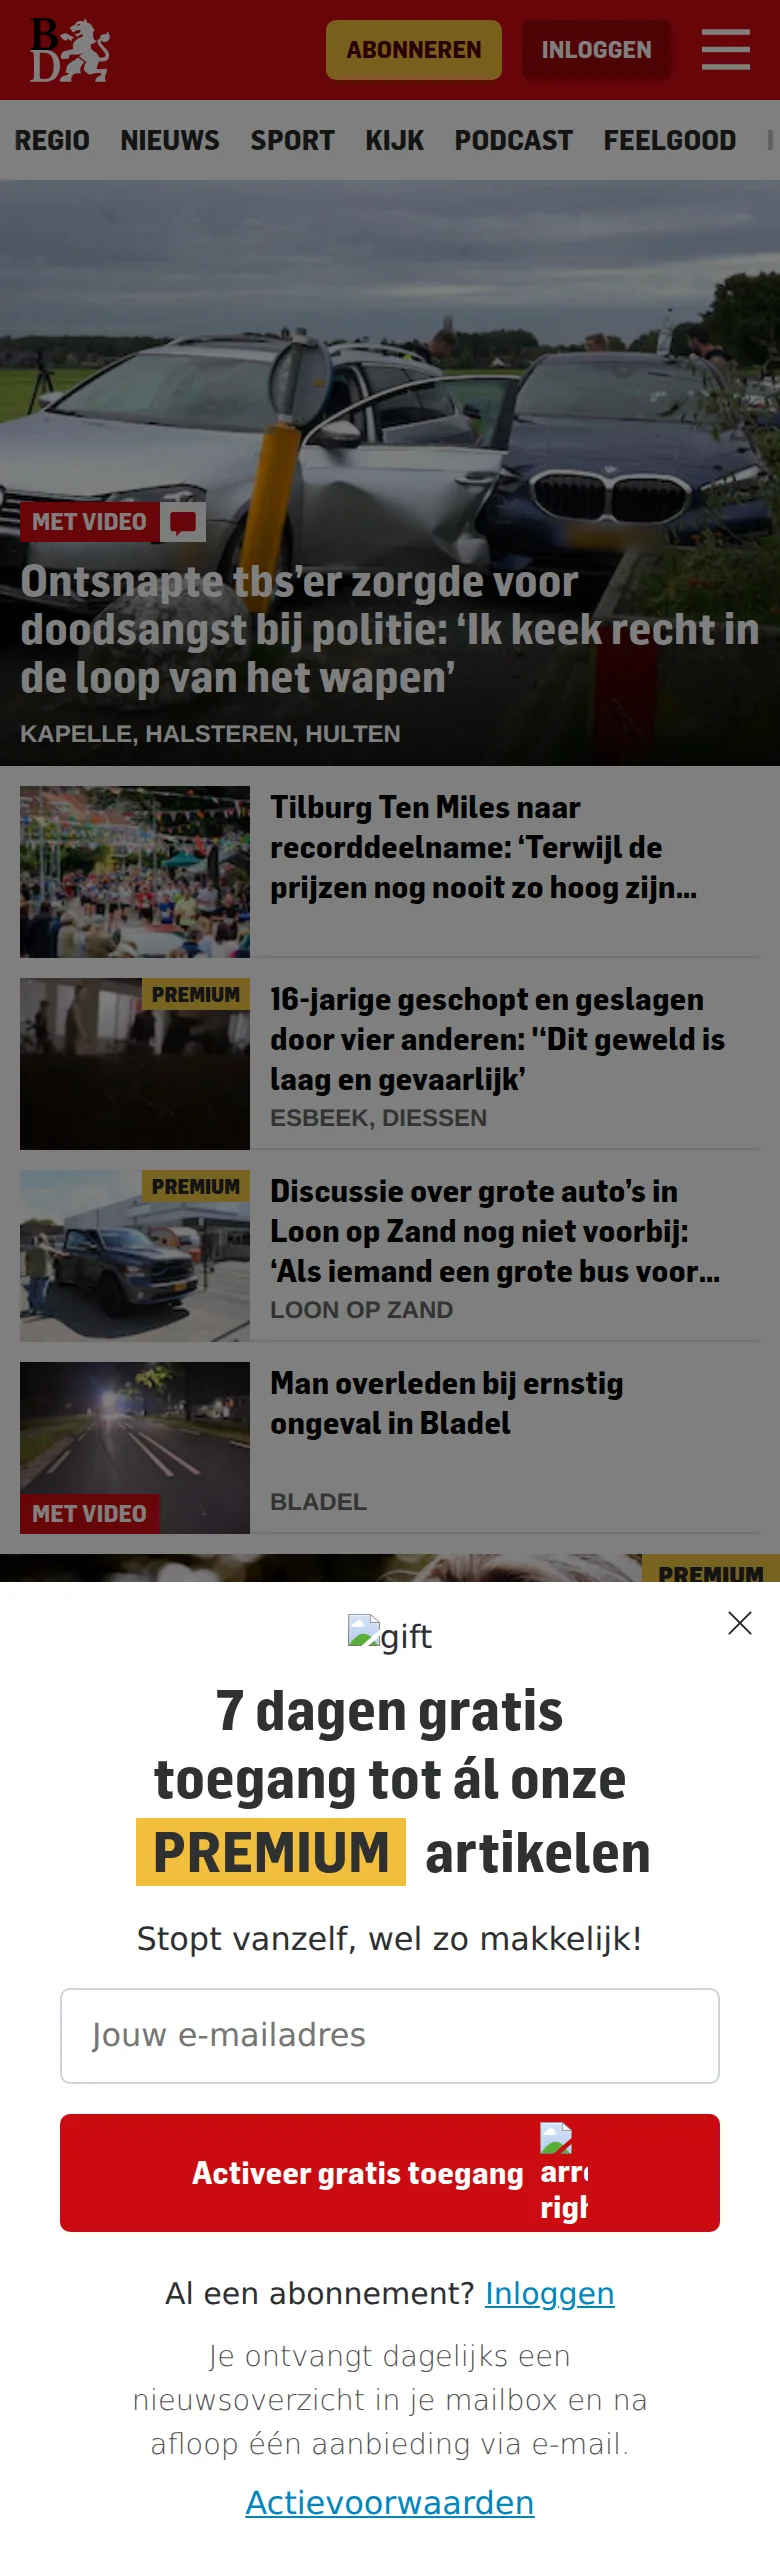 BD
ABONNEREN
INLOGGEN
REGIO NIEUWS SPORT KIJK PODCAST FEELGOOD
MET VIDEO
Ontsnapte tbs’er zorgde voor
doodsangst bij politie: ‘Ik keek recht in
de loop van het wapen’
KAPELLE, HALSTEREN, HULTEN
Tilburg Ten Miles naar
recorddeelname: ‘Terwijl de
prijzen nog nooit zo hoog zijn...
PREMIUM
16-jarige geschopt en geslagen
door vier anderen: '‘Dit geweld is
laag en gevaarlijk’
ESBEEK, DIESSEN
PREMIUM
Discussie over grote auto’s in
Loon op Zand nog niet voorbij:
‘Als iemand een grote bus voor...
LOON OP ZAND
Man overleden bij ernstig
ongeval in Bladel
MET VIDEO
BLADEL
PREMIUM
gift
7 dagen gratis
toegang tot ál onze
PREMIUM artikelen
Stopt vanzelf, wel zo makkelijk!
Jouw e-mailadres
Activeer gratis toegang
Al een abonnement? Inloggen
Je ontvangt dagelijks een
nieuwsoverzicht in je mailbox en na
afloop één aanbieding via e-mail.
Actievoorwaarden